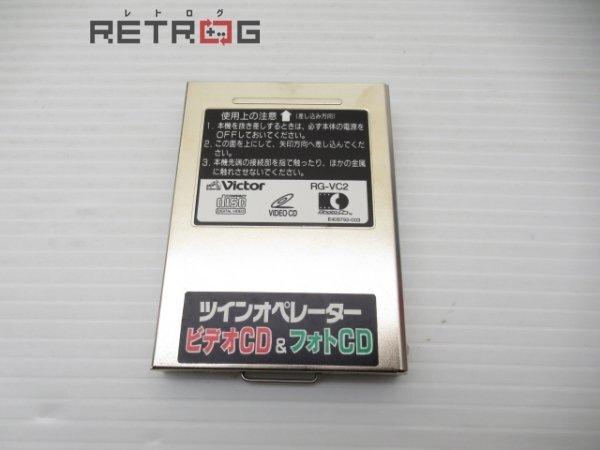 レトログ
RETROG
使用上の注意 (差し込み方向)
1. 本機を抜き差しするときは、必ず本体の電源を
OFFしておいてください。
2. この面を上にして、矢印方向へ差し込んでくだ
さい。
3. 本機先端の接続部を指で触ったり、ほかの金属
に触れさせないでください。
Victor RG-VC2
COMPACT
disc
DIGITAL VIDEO
VIDEO CD
E406790-003
ツインオペレーター
ビデオCD&フォトCD